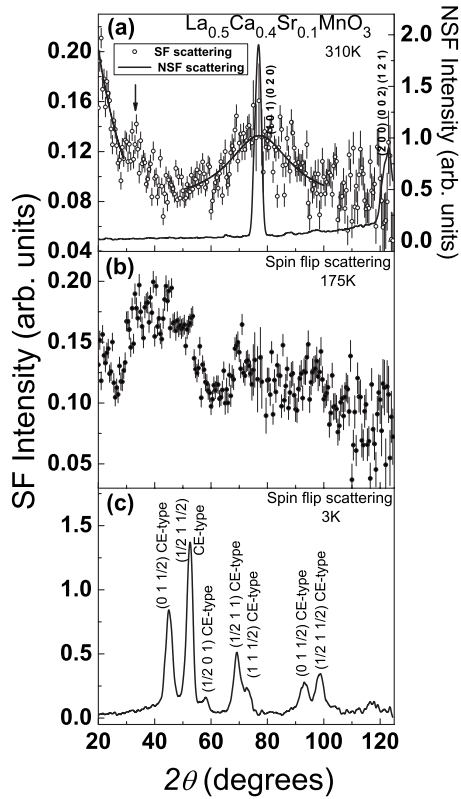 (a) La0.5Ca0.4Sr0.1MnO3
310K
SF scattering
NSF scattering
(1 0 1) (0 2 0)
(2 0 0) (0 0 2) (1 2 1)
0.20
0.16
0.12
0.08
0.04
2.0
1.5
1.0
0.5
0.0
NSF Intensity (arb. units)
SF Intensity (arb. units)
(b) Spin flip scattering
175K
0.20
0.15
0.10
0.05
(c) Spin flip scattering
3K
1.5
1.0
0.5
0.0
(0 1 1/2) CE-type
(1/2 1 1/2)
CE-type
(1/2 0 1) CE-type
(1/2 1 1) CE-type
(1 1 1/2) CE-type
(0 1 1/2) CE-type
(1/2 1 1/2) CE-type
20 40 60 80 100 120
2θ (degrees)